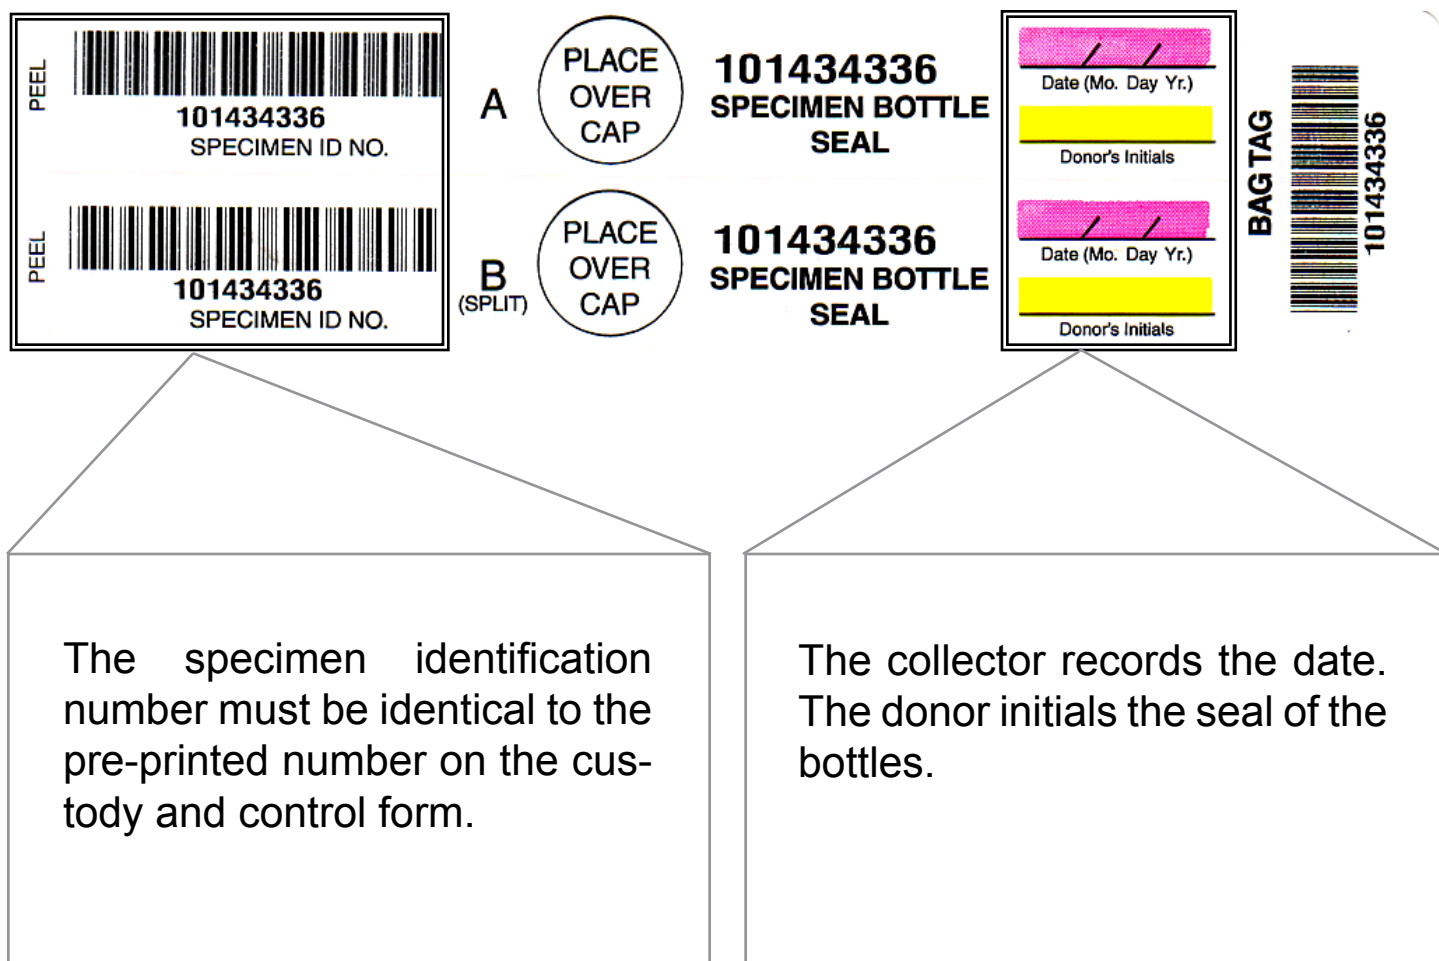 PEEL
101434336
SPECIMEN ID NO.
A
PLACE
OVER
CAP
101434336
SPECIMEN BOTTLE
SEAL
Date (Mo. Day Yr.)
Donor's Initials
PEEL
101434336
SPECIMEN ID NO.
B
(SPLIT)
PLACE
OVER
CAP
101434336
SPECIMEN BOTTLE
SEAL
Date (Mo. Day Yr.)
Donor's Initials
BAG TAG
101434336
The specimen identification
number must be identical to the
pre-printed number on the cus-
tody and control form.
The collector records the date.
The donor initials the seal of the
bottles.